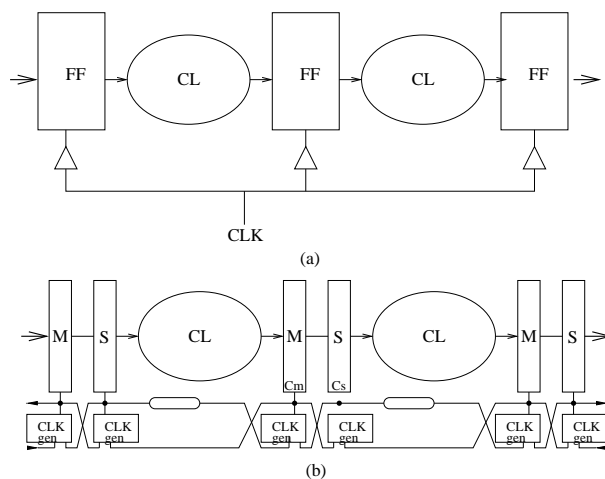 FF CL FF CL FF
CLK
(a)
M S CL M S CL M S
Cm Cs
CLK CLK CLK CLK CLK CLK
gen gen gen gen gen gen
(b)